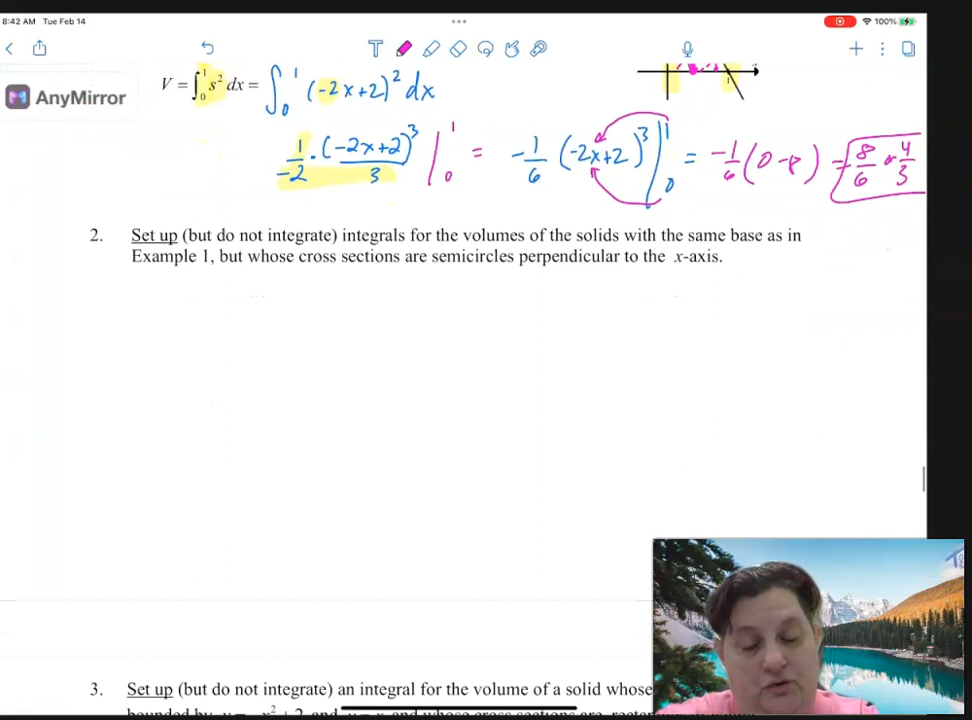 8:42 AM Tue Feb 14
100%
AnyMirror
V = ∫₀¹ s² dx = ∫₀¹ (-2x+2)² dx
1/-2 · (-2x+2)³/3 |₀¹ = -1/6 (-2x+2)³ |₀¹ = -1/6 (0-8) = 8/6 or 4/3
2. Set up (but do not integrate) integrals for the volumes of the solids with the same base as in
Example 1, but whose cross sections are semicircles perpendicular to the x-axis.
3. Set up (but do not integrate) an integral for the volume of a solid whose